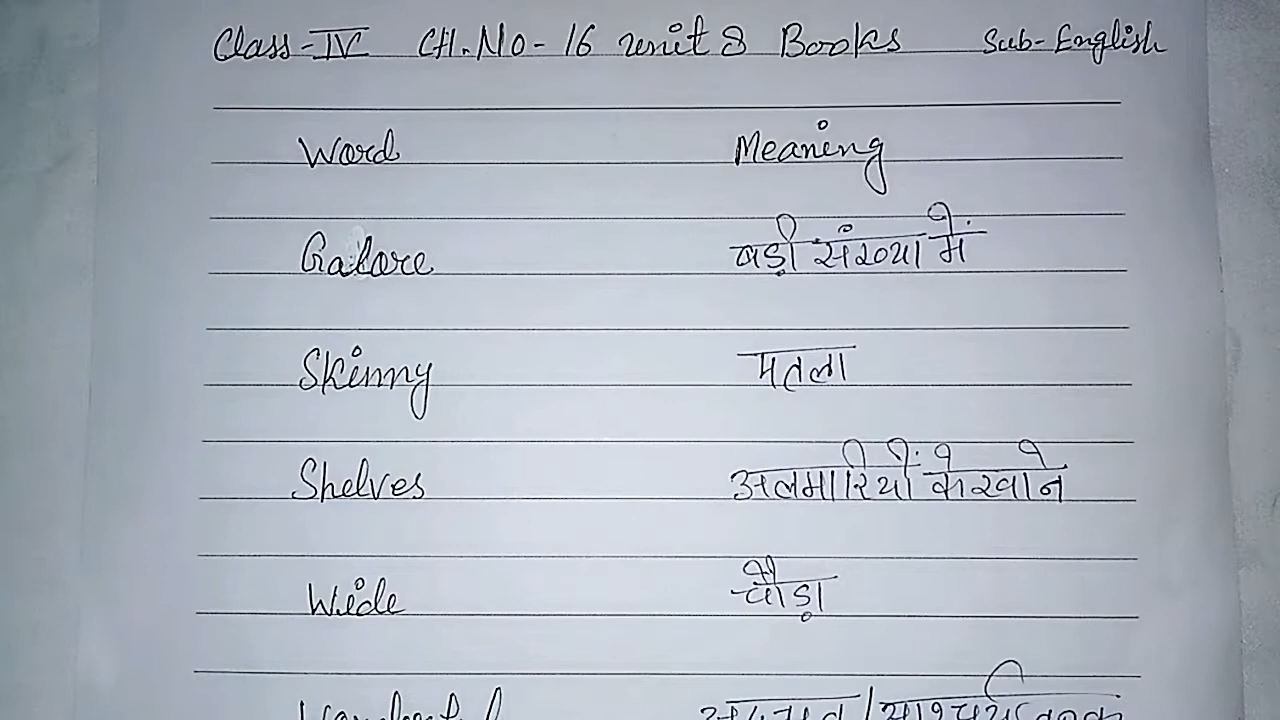 Class-IV CH.No-16 unit 8 Books Sub-English
Word Meaning
Galore बड़ी संख्या में
Skinny पतला
Shelves अलमारियों के खाने
Wide चौड़ा